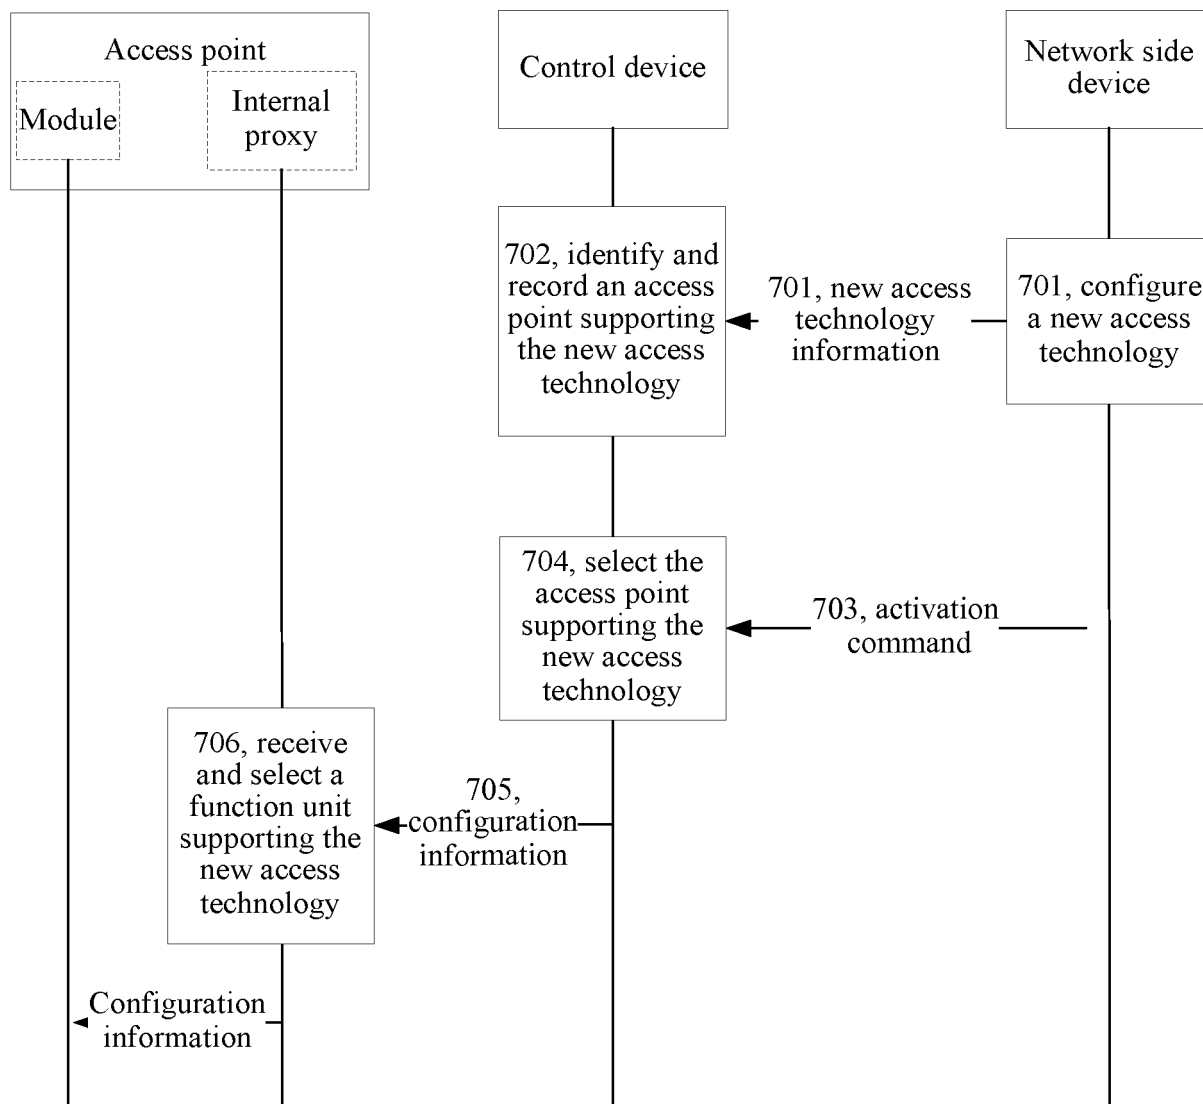 Access point
Module
Internal
proxy
Control device
Network side
device
702, identify and
record an access
point supporting
the new access
technology
701, new access
technology
information
701, configure
a new access
technology
704, select the
access point
supporting the
new access
technology
703, activation
command
706, receive
and select a
function unit
supporting the
new access
technology
705,
configuration
information
Configuration
information